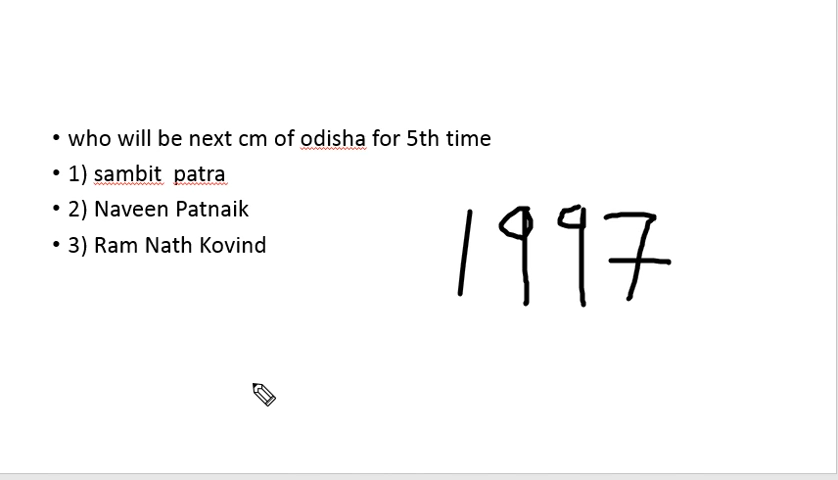 • who will be next cm of odisha for 5th time
• 1) sambit patra
• 2) Naveen Patnaik
• 3) Ram Nath Kovind
1997